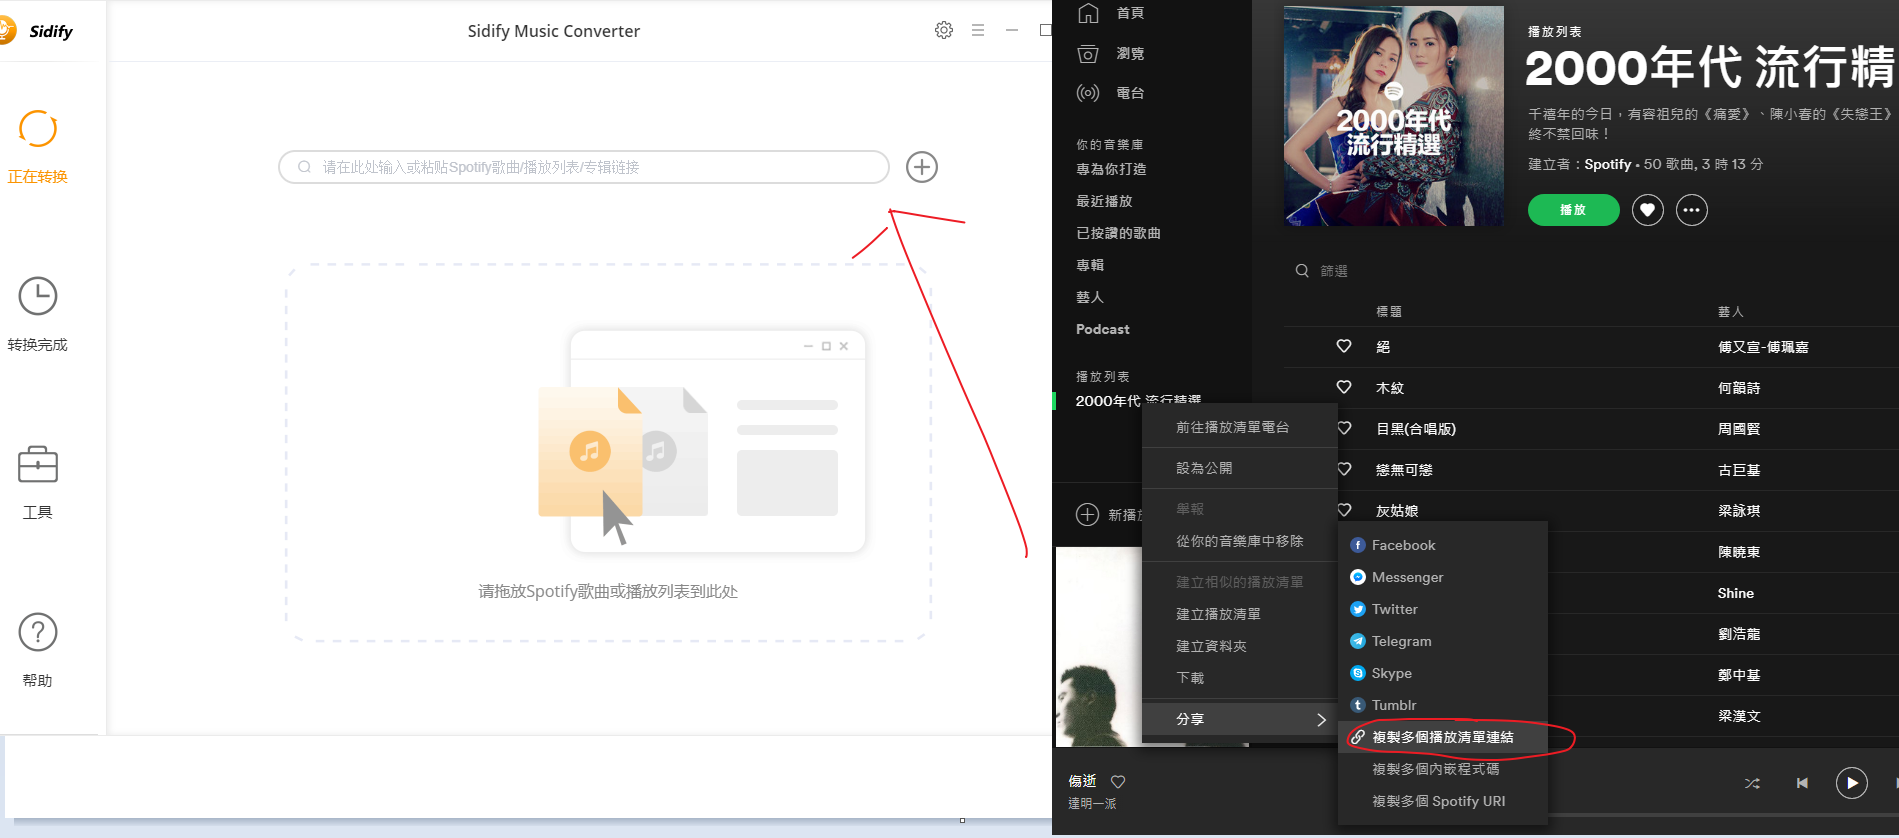 Sidify
Sidify Music Converter
正在转换
转换完成
工具
帮助
请在此处输入或粘贴Spotify歌曲/播放列表/专辑链接
请拖放Spotify歌曲或播放列表到此处
首頁
瀏覽
電台
你的音樂庫
專為你打造
最近播放
已按讚的歌曲
專輯
藝人
Podcast
播放列表
2000年代 流行精選
新播
2000年代
流行精選
播放列表
2000年代 流行精
千禧年的今日，有容祖兒的《痛愛》、陳小春的《失戀王》
終不禁回味！
建立者：Spotify • 50 歌曲, 3 時 13 分
播放
篩選
標題 藝人
絕 傅又宣-傅珮嘉
木紋 何韻詩
目黑(合唱版) 周國賢
戀無可戀 古巨基
灰姑娘 梁詠琪
陳曉東
Shine
劉浩龍
鄭中基
梁漢文
前往播放清單電台
設為公開
舉報
從你的音樂庫中移除
建立相似的播放清單
建立播放清單
建立資料夾
下載
分享
Facebook
Messenger
Twitter
Telegram
Skype
Tumblr
複製多個播放清單連結
複製多個內嵌程式碼
複製多個 Spotify URI
傷逝
達明一派